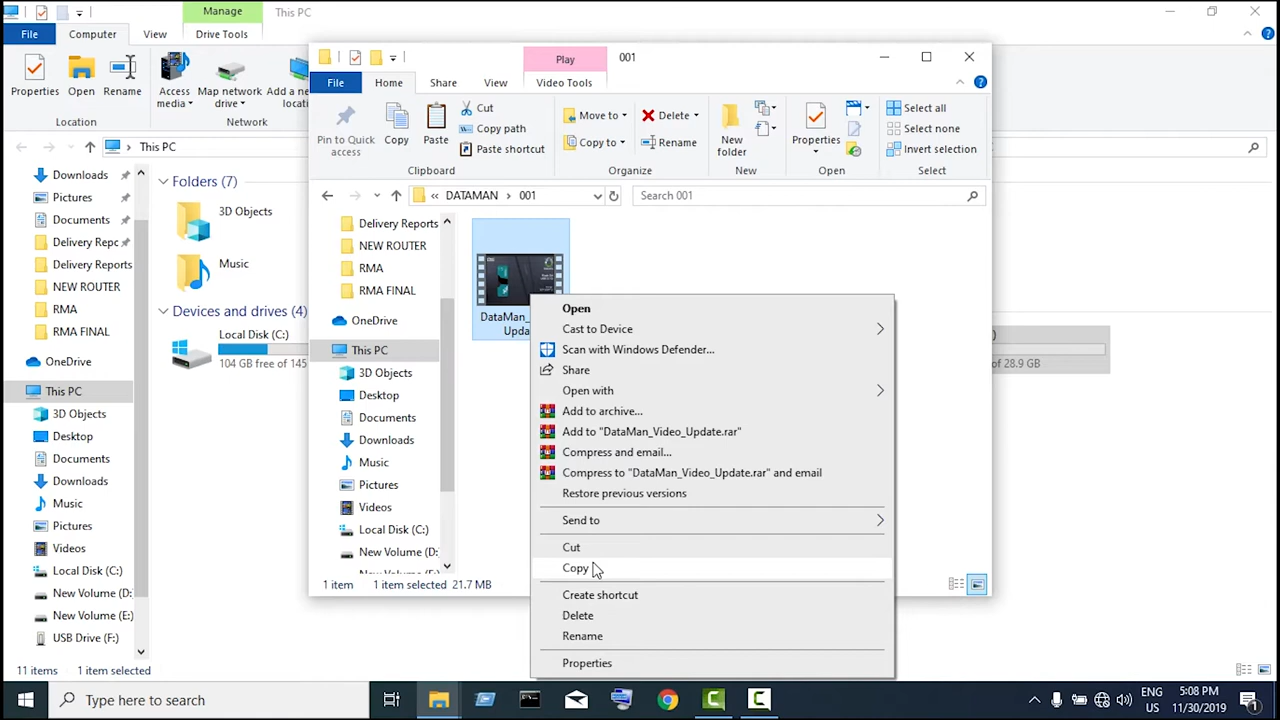 Manage
This PC
File
Computer
View
Drive Tools
Properties
Open
Rename
Access media
Map network drive
Add a new
locati
Location
Network
This PC
Downloads
Pictures
Documents
Delivery Repc
Delivery Reports
NEW ROUTER
RMA
RMA FINAL
OneDrive
This PC
3D Objects
Desktop
Documents
Downloads
Music
Pictures
Videos
Local Disk (C:)
New Volume (D:
New Volume (E:)
USB Drive (F:)
11 items
1 item selected
Folders (7)
3D Objects
Music
Devices and drives (4)
Local Disk (C:)
104 GB free of 145
)
of 28.9 GB
Play
001
File
Home
Share
View
Video Tools
Pin to Quick
access
Copy
Paste
Cut
Copy path
Paste shortcut
Clipboard
Move to
Copy to
Delete
Rename
Organize
New
folder
New
Properties
Open
Select all
Select none
Invert selection
Select
« DATAMAN › 001
Search 001
Delivery Reports
NEW ROUTER
RMA
RMA FINAL
OneDrive
This PC
3D Objects
Desktop
Documents
Downloads
Music
Pictures
Videos
Local Disk (C:)
New Volume (D:
1 item
1 item selected 21.7 MB
DataMan_
Upda
Open
Cast to Device
Scan with Windows Defender...
Share
Open with
Add to archive...
Add to "DataMan_Video_Update.rar"
Compress and email...
Compress to "DataMan_Video_Update.rar" and email
Restore previous versions
Send to
Cut
Copy
Create shortcut
Delete
Rename
Properties
Type here to search
ENG
US
5:08 PM
11/30/2019
1